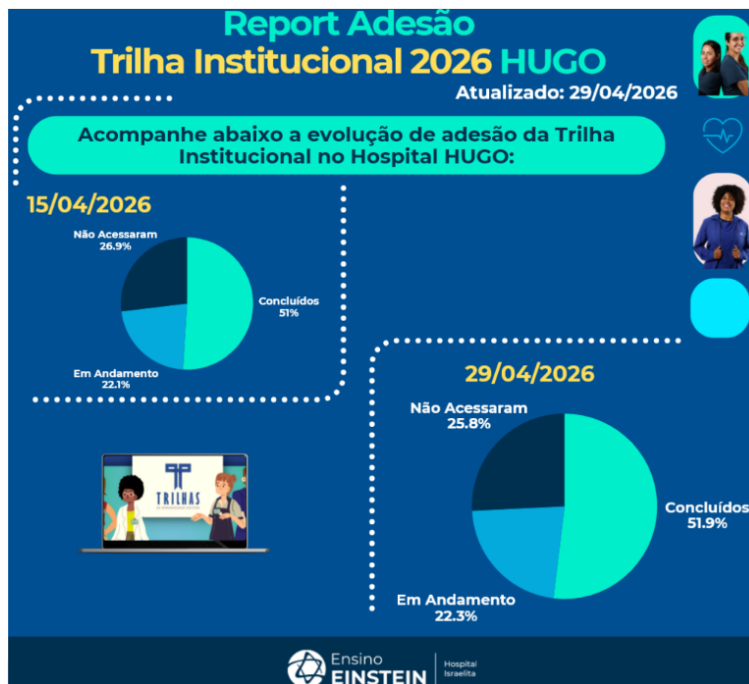 Report Adesão
Trilha Institucional 2026 HUGO
Atualizado: 29/04/2026
Acompanhe abaixo a evolução de adesão da Trilha
Institucional no Hospital HUGO:
15/04/2026
Não Acessaram
26.9%
Concluídos
51%
Em Andamento
22.1%
29/04/2026
Não Acessaram
25.8%
Concluídos
51.9%
Em Andamento
22.3%
TRILHAS
Ensino
EINSTEIN
Hospital
Israelita